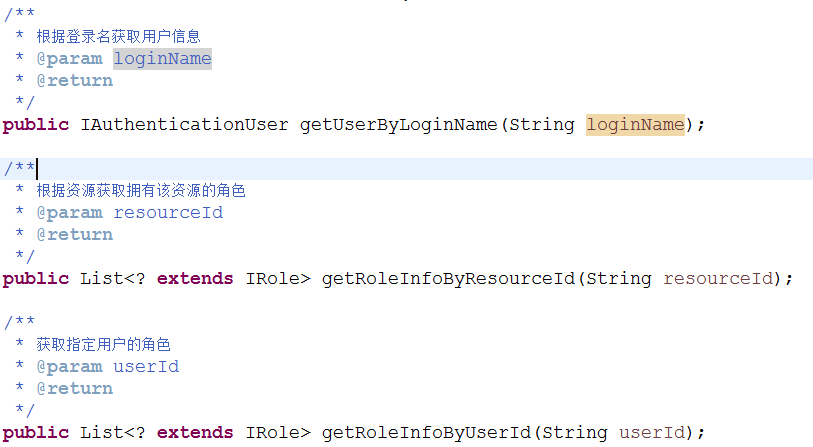 /**
 * 根据登录名获取用户信息
 * @param loginName
 * @return
 */
public IAuthenticationUser getUserByLoginName(String loginName);
/**
 * 根据资源获取拥有该资源的角色
 * @param resourceId
 * @return
 */
public List<? extends IRole> getRoleInfoByResourceId(String resourceId);
/**
 * 获取指定用户的角色
 * @param userId
 * @return
 */
public List<? extends IRole> getRoleInfoByUserId(String userId);